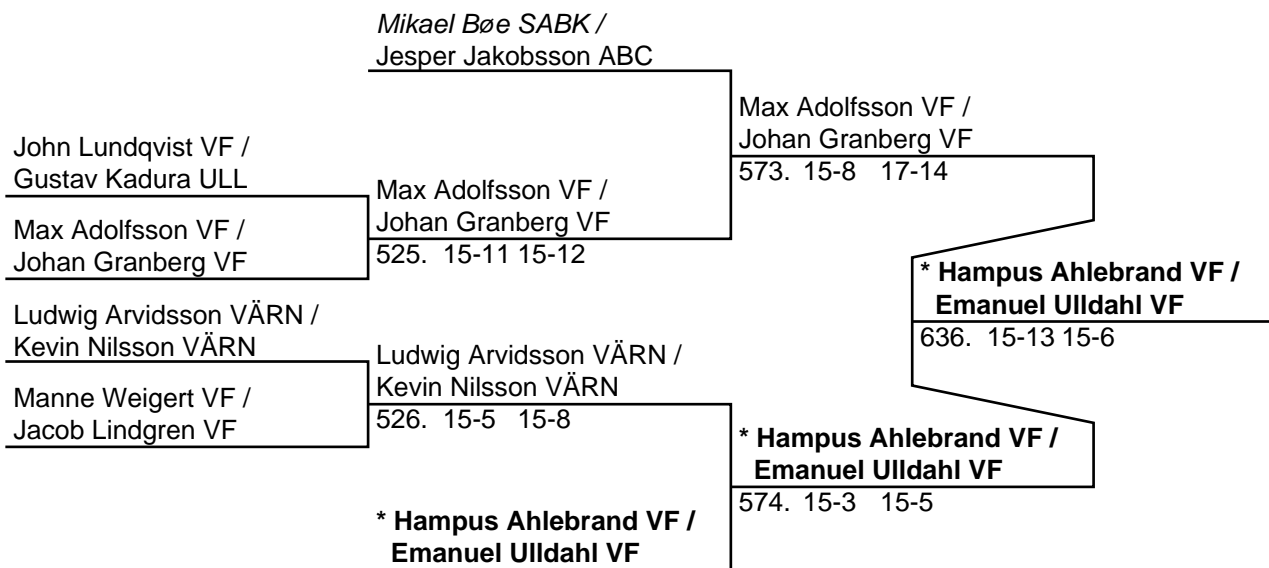 Mikael Bøe SABK /
Jesper Jakobsson ABC
John Lundqvist VF /
Gustav Kadura ULL
Max Adolfsson VF /
Johan Granberg VF
Ludwig Arvidsson VÄRN /
Kevin Nilsson VÄRN
Manne Weigert VF /
Jacob Lindgren VF
Max Adolfsson VF /
Johan Granberg VF
525. 15-11 15-12
Ludwig Arvidsson VÄRN /
Kevin Nilsson VÄRN
526. 15-5 15-8
* Hampus Ahlebrand VF /
Emanuel Ulldahl VF
Max Adolfsson VF /
Johan Granberg VF
573. 15-8 17-14
* Hampus Ahlebrand VF /
Emanuel Ulldahl VF
574. 15-3 15-5
* Hampus Ahlebrand VF /
Emanuel Ulldahl VF
636. 15-13 15-6